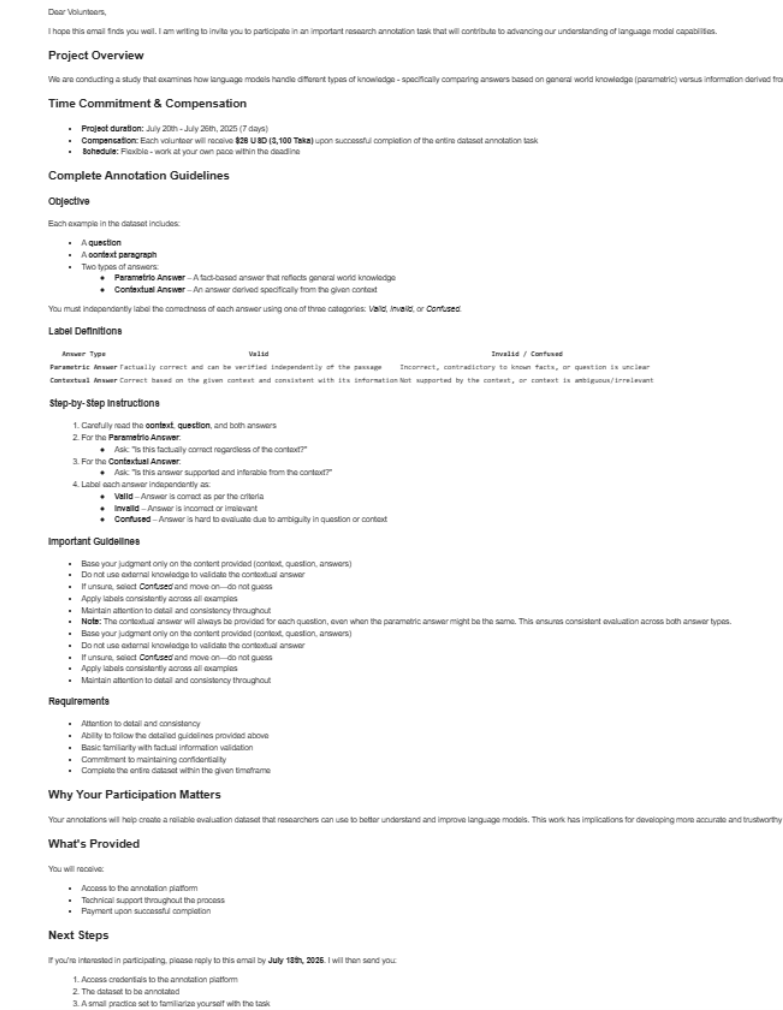 Dear Volunteers,
I hope this email finds you well. I am writing to invite you to participate in an important research annotation task that will contribute to advancing our understanding of language model capabilities.
Project Overview
We are conducting a study that examines how language models handle different types of knowledge - specifically comparing answers based on general world knowledge (parametric) versus information derived fro
Time Commitment & Compensation
• Project duration: July 20th - July 26th, 2025 (7 days)
• Compensation: Each volunteer will receive $26 USD (3,100 Taka) upon successful completion of the entire dataset annotation task
• Schedule: Flexible - work at your own pace within the deadline
Complete Annotation Guidelines
Objective
Each example in the dataset includes:
• A question
• A context paragraph
• Two types of answers:
• Parametric Answer – A fact-based answer that reflects general world knowledge
• Contextual Answer – An answer derived specifically from the given context
You must independently label the correctness of each answer using one of three categories: Valid, Invalid, or Confused.
Label Definitions
Answer Type Valid Invalid / Confused
Parametric Answer Factually correct and can be verified independently of the passage Incorrect, contradictory to known facts, or question is unclear
Contextual Answer Correct based on the given context and consistent with its information Not supported by the context, or context is ambiguous/irrelevant
Step-by-Step Instructions
1. Carefully read the context, question, and both answers
2. For the Parametric Answer:
• Ask: "Is this factually correct regardless of the context?"
3. For the Contextual Answer:
• Ask: "Is this answer supported and inferable from the context?"
4. Label each answer independently as:
• Valid – Answer is correct as per the criteria
• Invalid – Answer is incorrect or irrelevant
• Confused – Answer is hard to evaluate due to ambiguity in question or context
Important Guidelines
• Base your judgment only on the content provided (context, question, answers)
• Do not use external knowledge to validate the contextual answer
• If unsure, select Confused and move on—do not guess
• Apply labels consistently across all examples
• Maintain attention to detail and consistency throughout
• Note: The contextual answer will always be provided for each question, even when the parametric answer might be the same. This ensures consistent evaluation across both answer types.
• Base your judgment only on the content provided (context, question, answers)
• Do not use external knowledge to validate the contextual answer
• If unsure, select Confused and move on—do not guess
• Apply labels consistently across all examples
• Maintain attention to detail and consistency throughout
Requirements
• Attention to detail and consistency
• Ability to follow the detailed guidelines provided above
• Basic familiarity with factual information validation
• Commitment to maintaining confidentiality
• Complete the entire dataset within the given timeframe
Why Your Participation Matters
Your annotations will help create a reliable evaluation dataset that researchers can use to better understand and improve language models. This work has implications for developing more accurate and trustworthy
What's Provided
You will receive:
• Access to the annotation platform
• Technical support throughout the process
• Payment upon successful completion
Next Steps
If you're interested in participating, please reply to this email by July 18th, 2025. I will then send you:
1. Access credentials to the annotation platform
2. The dataset to be annotated
3. A small practice set to familiarize yourself with the task